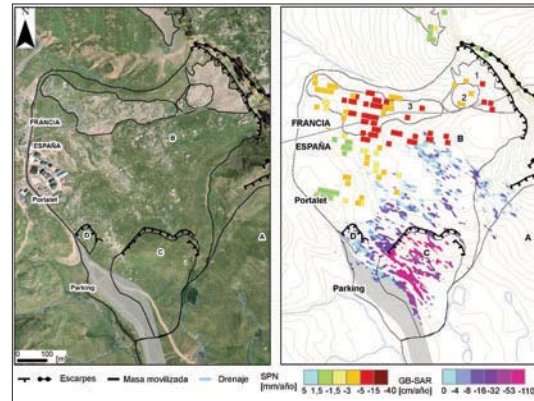 N
FRANCIA
ESPAÑA
Portalet
Parking
A
B
C
D
0 100
[m]
1
2
3
FRANCIA
ESPAÑA
Portalet
Parking
A
B
C
D
Escarpes
Masa movilizada
Drenaje
SPN
[mm/año]
5 1,5 -1,5 -3 -5 -15 -40
GB-SAR
[cm/año]
0 -4 -8 -16 -32 -53 -110